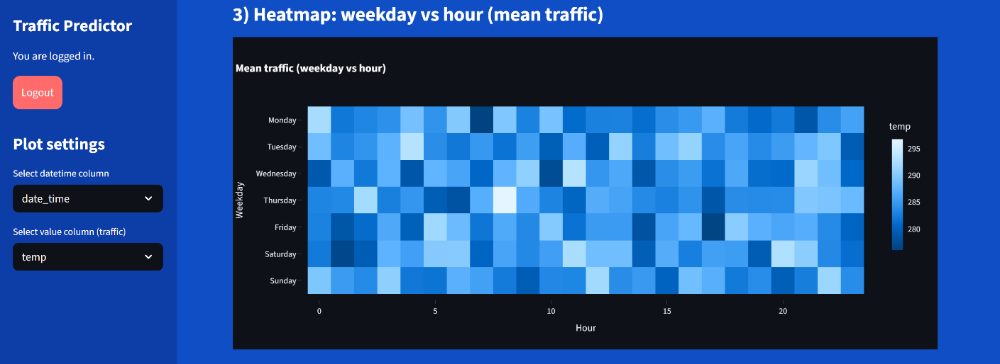 Traffic Predictor
You are logged in.
Logout
Plot settings
Select datetime column
date_time
Select value column (traffic)
temp
3) Heatmap: weekday vs hour (mean traffic)
Mean traffic (weekday vs hour)
Weekday
Monday
Tuesday
Wednesday
Thursday
Friday
Saturday
Sunday
0 5 10 15 20
Hour
temp
295
290
285
280